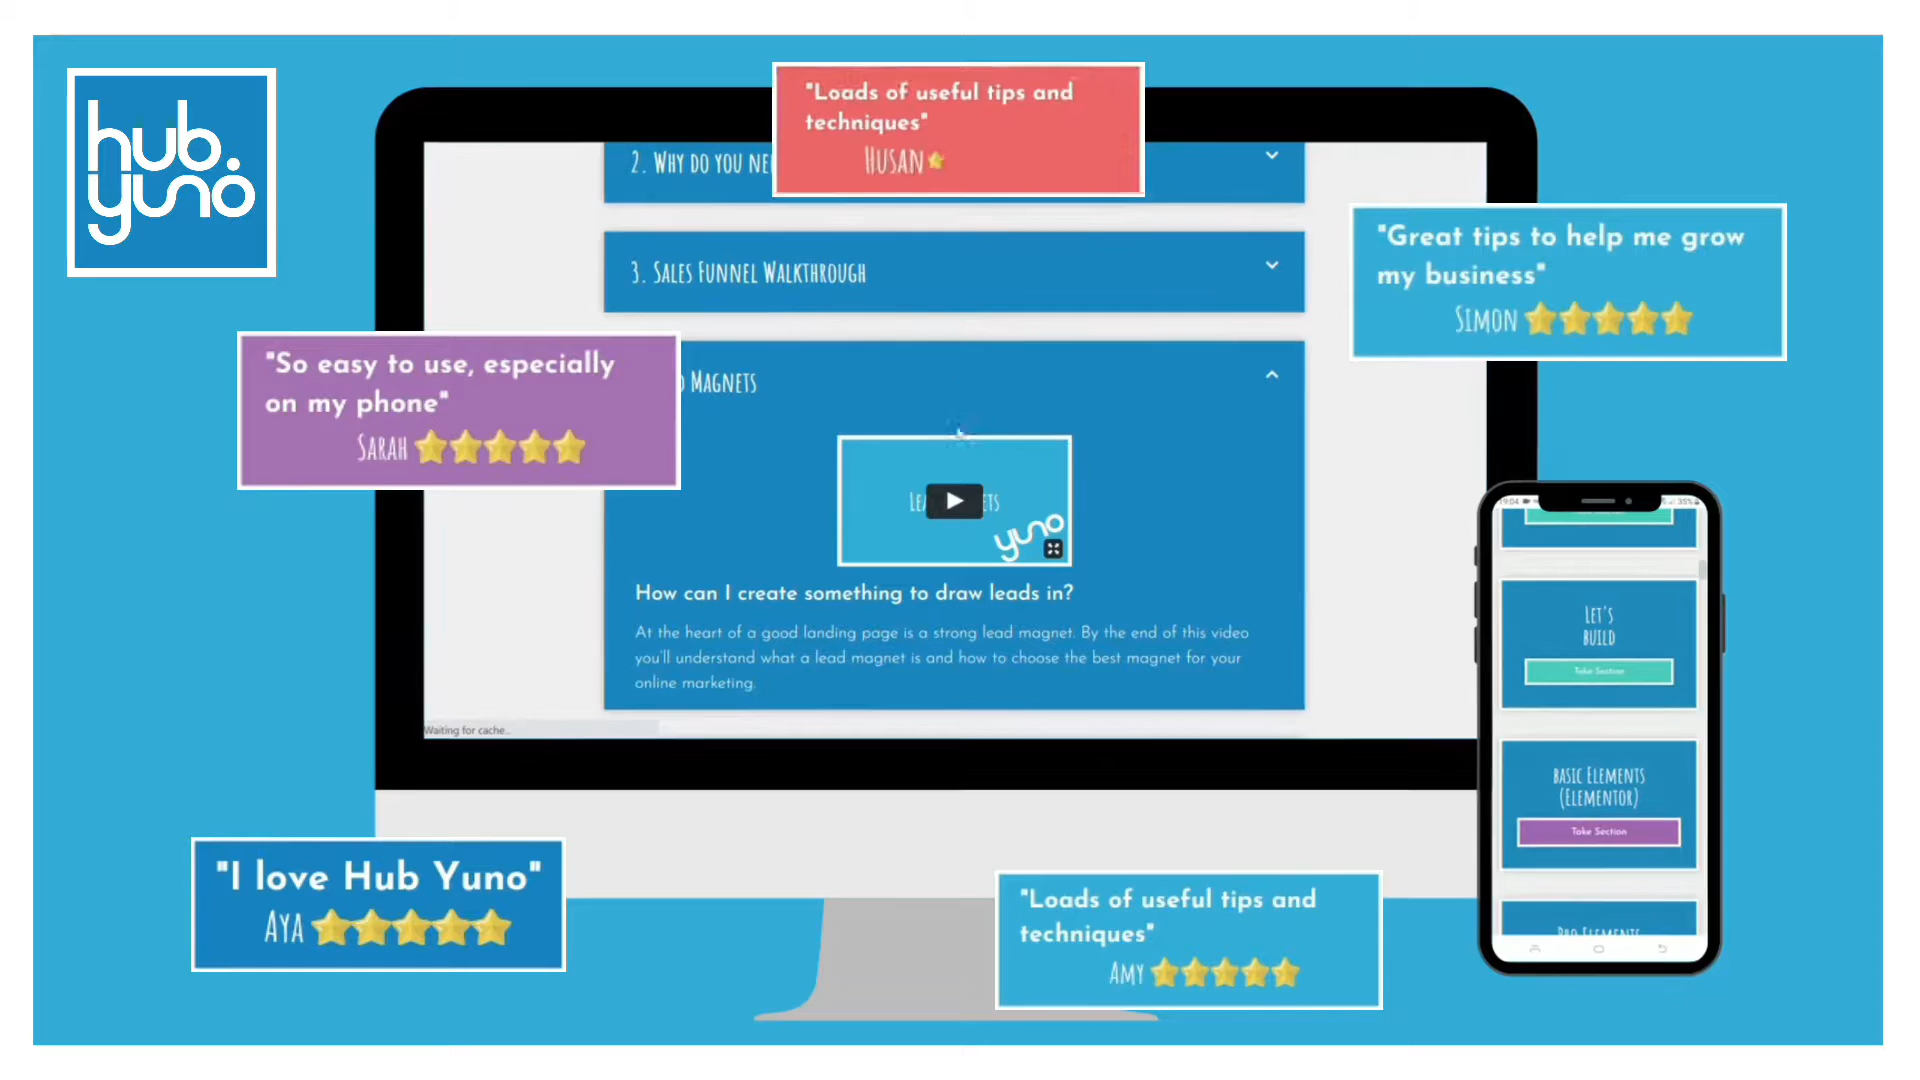 hub.
yuno
"Loads of useful tips and
techniques"
HUSAN
2. WHY DO YOU
"Great tips to help me grow
my business"
SIMON
3. SALES FUNNEL WALKTHROUGH
"So easy to use, especially
on my phone"
SARAH
MAGNETS
yuno
How can I create something to draw leads in?
At the heart of a good landing page is a strong lead magnet. By the end of this video
you'll understand what a lead magnet is and how to choose the best magnet for your
online marketing.
Waiting for cache...
19:04
35%
LET'S
BUILD
Take Section
BASIC ELEMENTS
(ELEMENTOR)
Take Section
PRO ELEMENTS
"I love Hub Yuno"
AYA
"Loads of useful tips and
techniques"
AMY